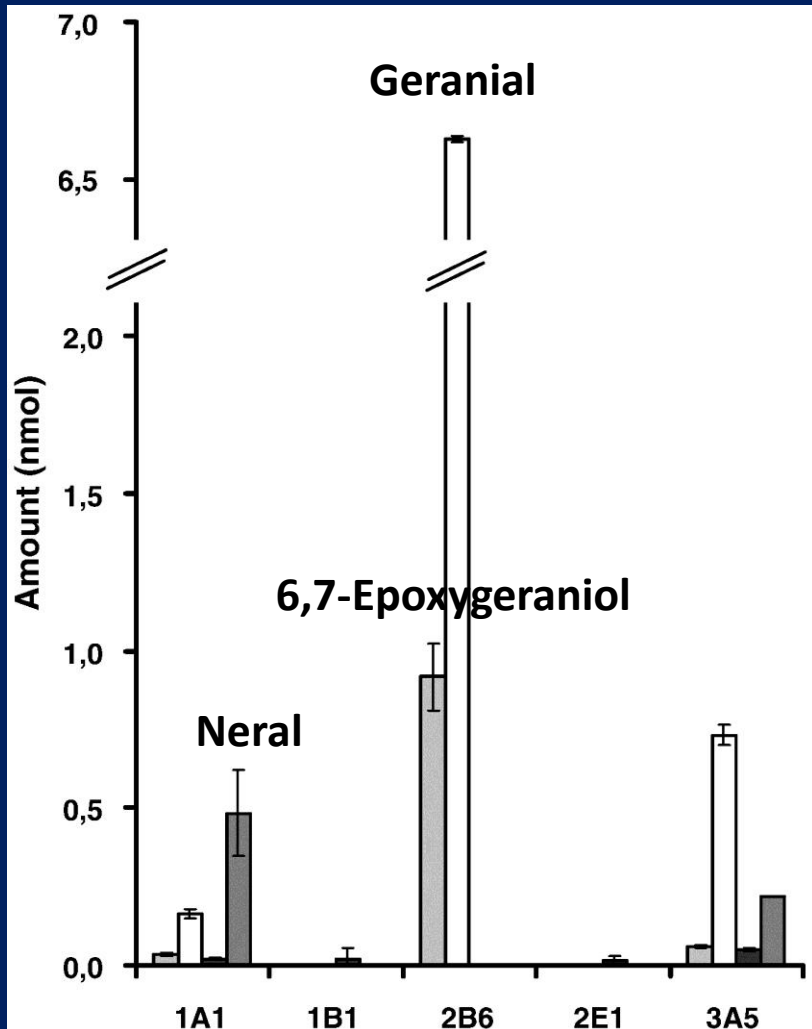 7,0
Geranial
6,5
2,0
Amount (nmol)
1,5
6,7-Epoxygeraniol
1,0
Neral
0,5
0,0
1A1 1B1 2B6 2E1 3A5